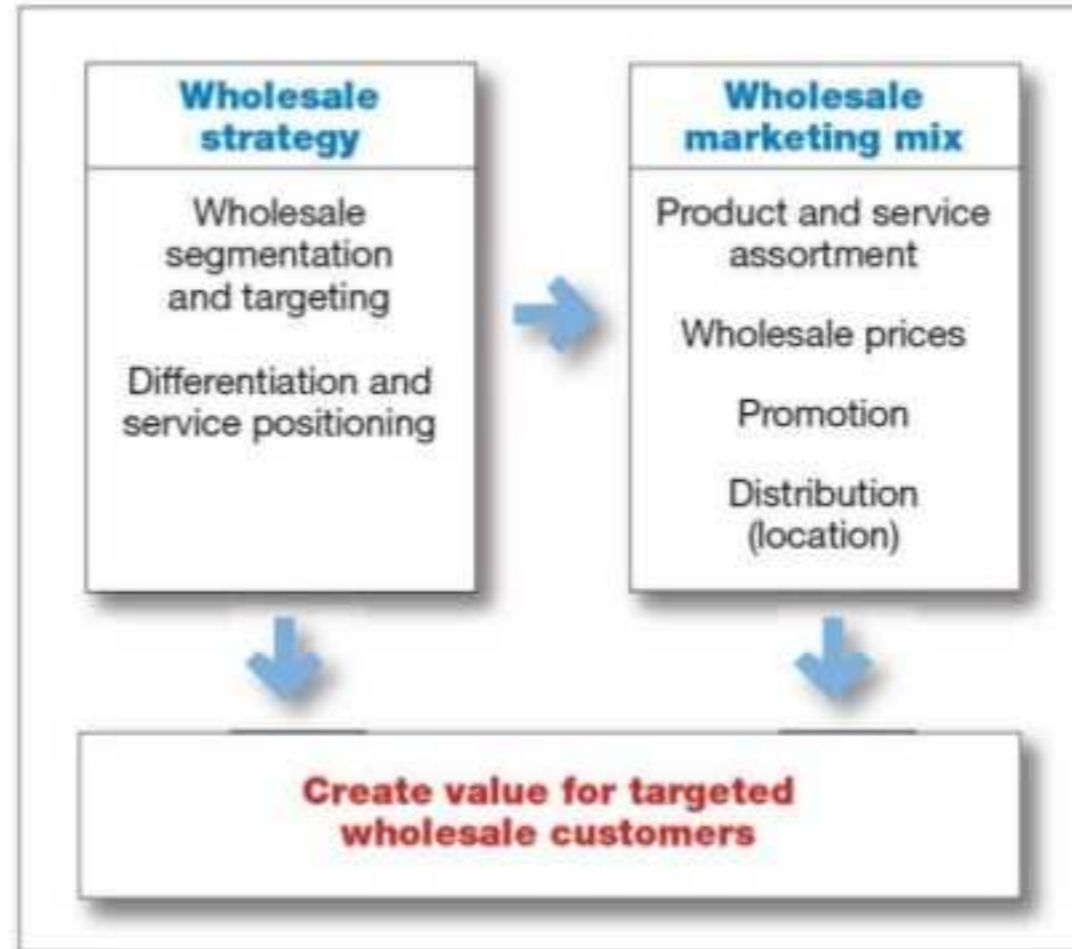 Wholesale
strategy
Wholesale
segmentation
and targeting
Differentiation and
service positioning
Wholesale
marketing mix
Product and service
assortment
Wholesale prices
Promotion
Distribution
(location)
Create value for targeted
wholesale customers